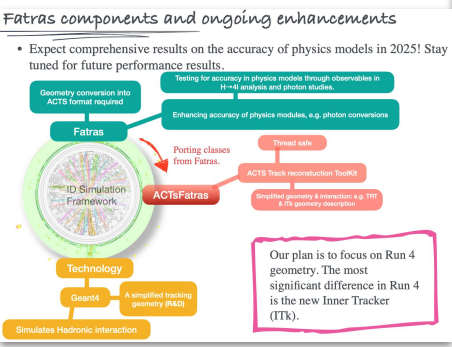 Fatras components and ongoing enhancements
• Expect comprehensive results on the accuracy of physics models in 2025! Stay
tuned for future performance results.
Geometry conversion into
ACTS format required
Testing for accuracy in physics models through observables in
H→4l analysis and photon studies.
Enhancing accuracy of physics modules, e.g. photon conversions
Fatras
Porting classes
from Fatras.
Thread safe
ACTS Track reconstuction ToolKit
Simplified geometry & interaction: e.g. TRT
& ITk geometry description
ID Simulation
Framework
ACTsFatras
Technology
Geant4
A simplified tracking
geometry (R&D)
Simulates Hadronic interaction
Our plan is to focus on Run 4
geometry. The most
significant difference in Run 4
is the new Inner Tracker
(ITk).